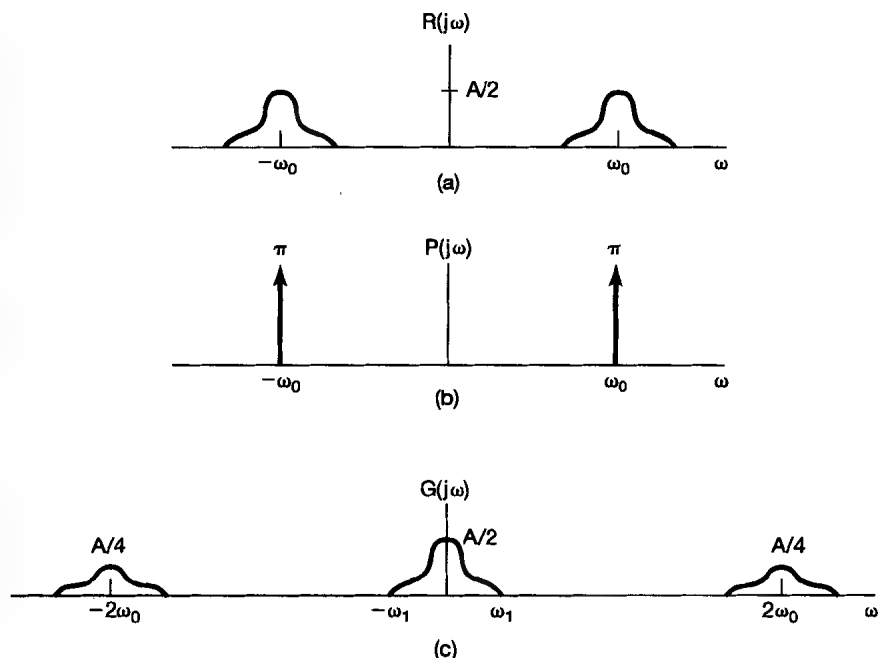 R(jω)
A/2
−ω₀ ω₀ ω
(a)
π P(jω) π
−ω₀ ω₀ ω
(b)
G(jω)
A/4 A/2 A/4
−2ω₀ −ω₁ ω₁ 2ω₀ ω
(c)